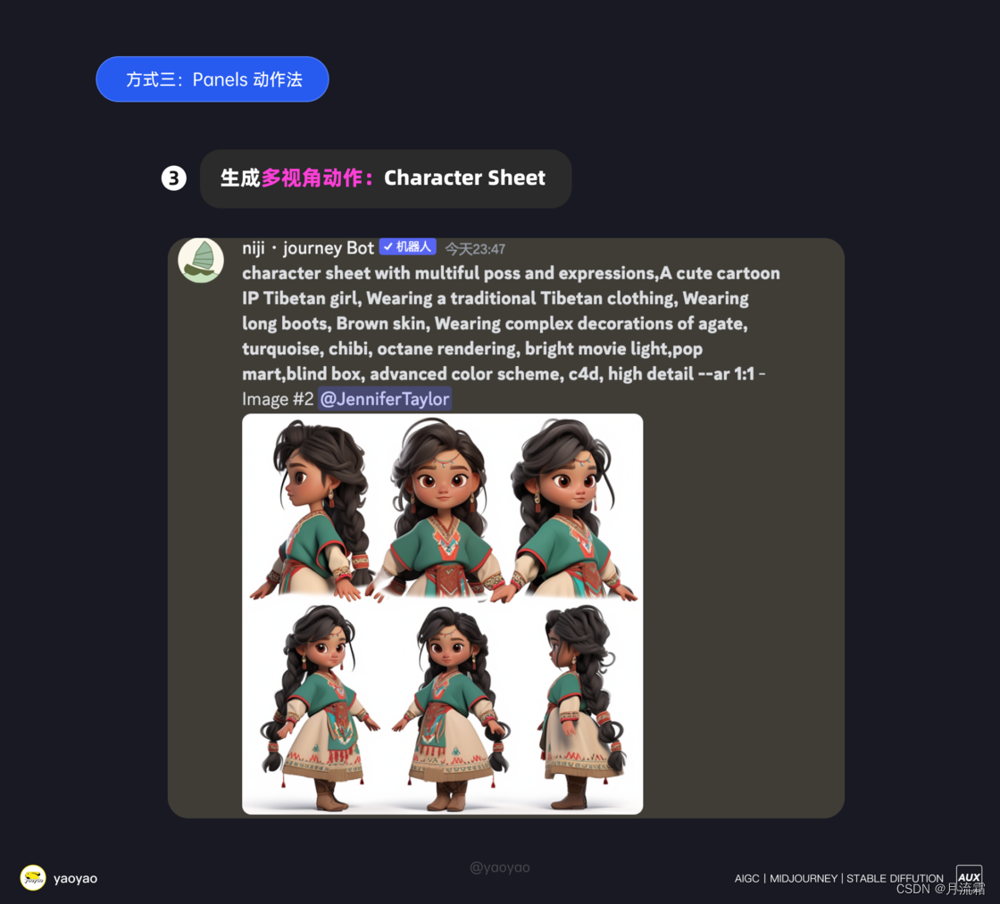 方式三：Panels 动作法
3
生成多视角动作：Character Sheet
niji · journey Bot ✓ 机器人 今天23:47
character sheet with multiful poss and expressions,A cute cartoon
IP Tibetan girl, Wearing a traditional Tibetan clothing, Wearing
long boots, Brown skin, Wearing complex decorations of agate,
turquoise, chibi, octane rendering, bright movie light,pop
mart,blind box, advanced color scheme, c4d, high detail --ar 1:1 -
Image #2 @JenniferTaylor
@yaoyao
yaoyao
AIGC | MIDJOURNEY | STABLE DIFFUTION
AUX
CSDN @月流霜